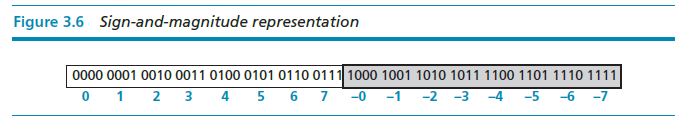 Figure 3.6 Sign-and-magnitude representation
0000 0001 0010 0011 0100 0101 0110 0111 1000 1001 1010 1011 1100 1101 1110 1111
0 1 2 3 4 5 6 7 –0 –1 –2 –3 –4 –5 –6 –7